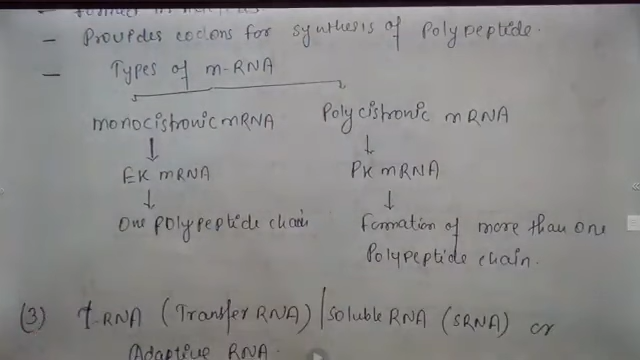 - Provides codons for synthesis of Polypeptide.
- Types of m-RNA
monocistronic mRNA Polycistronic mRNA
↓ ↓
EK mRNA PK mRNA
↓ ↓
One polypeptide chain Formation of more than one
Polypeptide chain.
(3) t-RNA (Transfer RNA) / Soluble RNA (SRNA) or
Adaptive RNA.